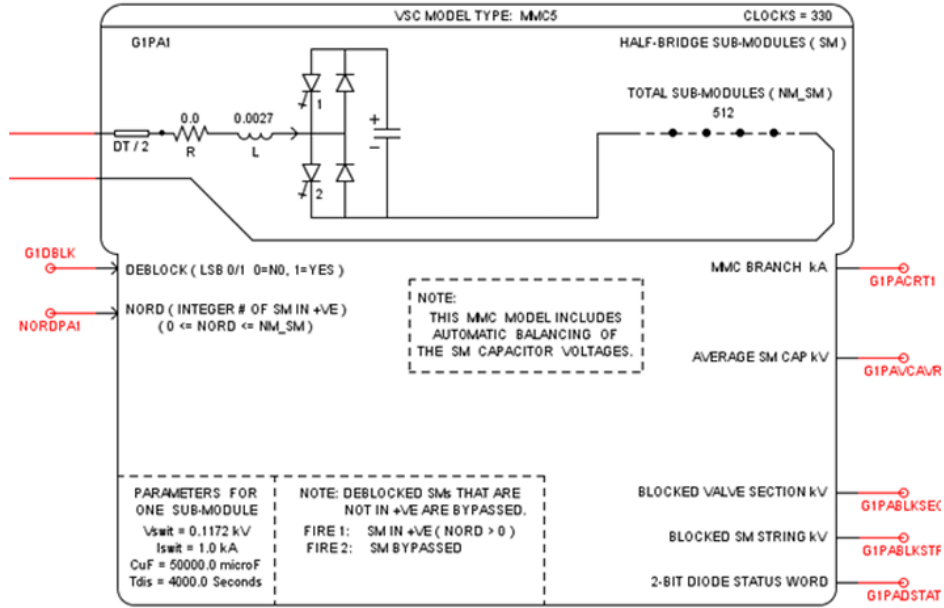 VSC MODEL TYPE: MMC5
CLOCKS = 330
G1PA1
HALF-BRIDGE SUB-MODULES ( SM )
TOTAL SUB-MODULES ( NM_SM )
512
0.0
0.0027
1
+
DT / 2
R
L
−
2
G1DBLK
DEBLOCK ( LSB 0/1 0=NO, 1=YES )
NORDPA1
NORD ( INTEGER # OF SM IN +VE )
( 0 <= NORD <= NM_SM )
NOTE:
THIS MMC MODEL INCLUDES
AUTOMATIC BALANCING OF
THE SM CAPACITOR VOLTAGES.
MMC BRANCH kA
G1PACRT1
AVERAGE SM CAP kV
G1PAVCAVR
PARAMETERS FOR
ONE SUB-MODULE
Vswit = 0.1172 kV
Iswit = 1.0 kA
CuF = 50000.0 microF
Tdis = 4000.0 Seconds
NOTE: DEBLOCKED SMs THAT ARE
NOT IN +VE ARE BYPASSED.
FIRE 1: SM IN +VE ( NORD > 0 )
FIRE 2: SM BYPASSED
BLOCKED VALVE SECTION kV
G1PABLKSEC
BLOCKED SM STRING kV
G1PABLKSTR
2-BIT DIODE STATUS WORD
G1PADSTAT